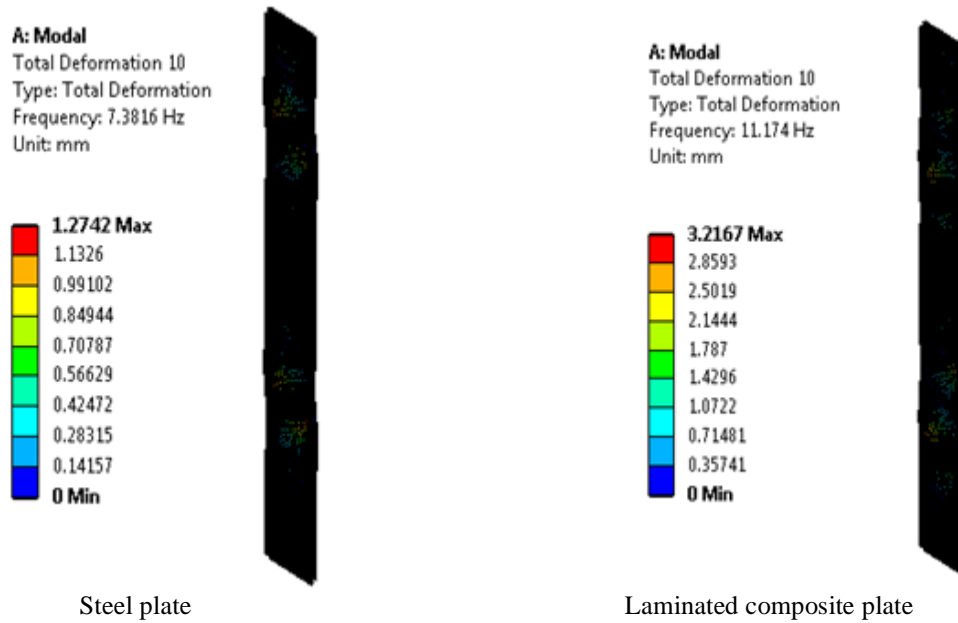 A: Modal
Total Deformation 10
Type: Total Deformation
Frequency: 7.3816 Hz
Unit: mm
1.2742 Max
1.1326
0.99102
0.84944
0.70787
0.56629
0.42472
0.28315
0.14157
0 Min
Steel plate
A: Modal
Total Deformation 10
Type: Total Deformation
Frequency: 11.174 Hz
Unit: mm
3.2167 Max
2.8593
2.5019
2.1444
1.787
1.4296
1.0722
0.71481
0.35741
0 Min
Laminated composite plate